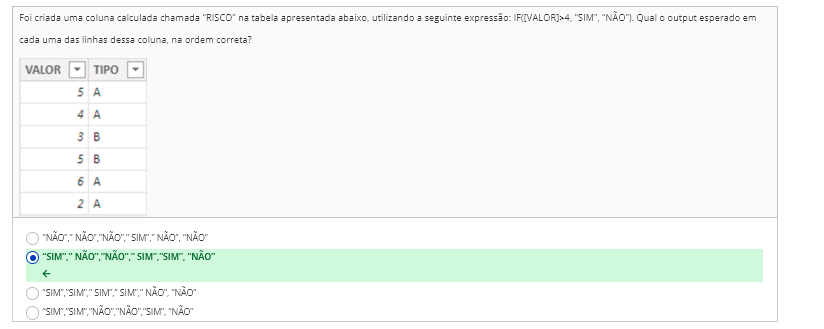 Foi criada uma coluna calculada chamada "RISCO" na tabela apresentada abaixo, utilizando a seguinte expressão: IF([VALOR]>4, "SIM", "NÃO"). Qual o output esperado em
cada uma das linhas dessa coluna, na ordem correta?
VALOR TIPO
5 A
4 A
3 B
5 B
6 A
2 A
"NÃO"," NÃO","NÃO"," SIM"," NÃO", "NÃO"
"SIM"," NÃO","NÃO"," SIM","SIM", "NÃO"
"SIM","SIM"," SIM"," SIM"," NÃO", "NÃO"
"SIM","SIM","NÃO","NÃO","SIM", "NÃO"